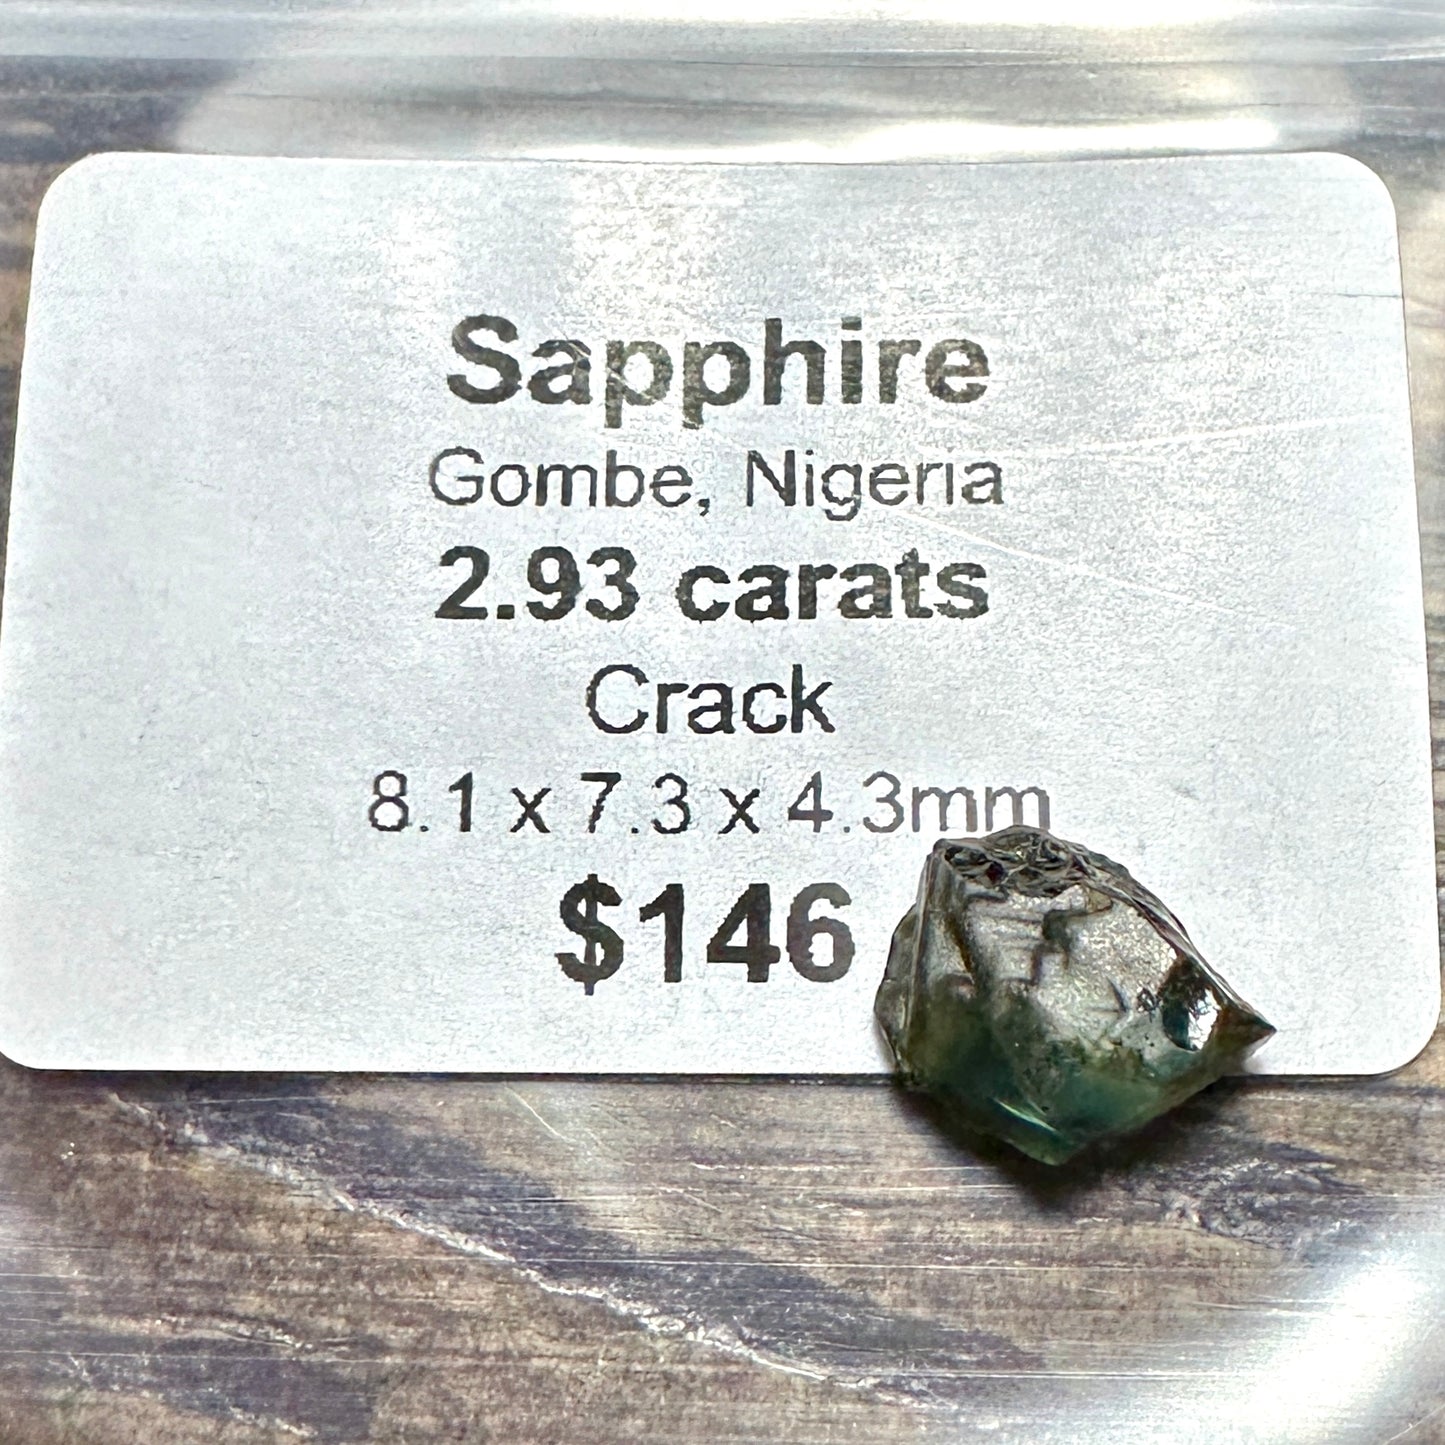 Sapphire
Gombe, Nigeria
2.93 carats
Crack
8.1 x 7.3 x 4.3mm
$146